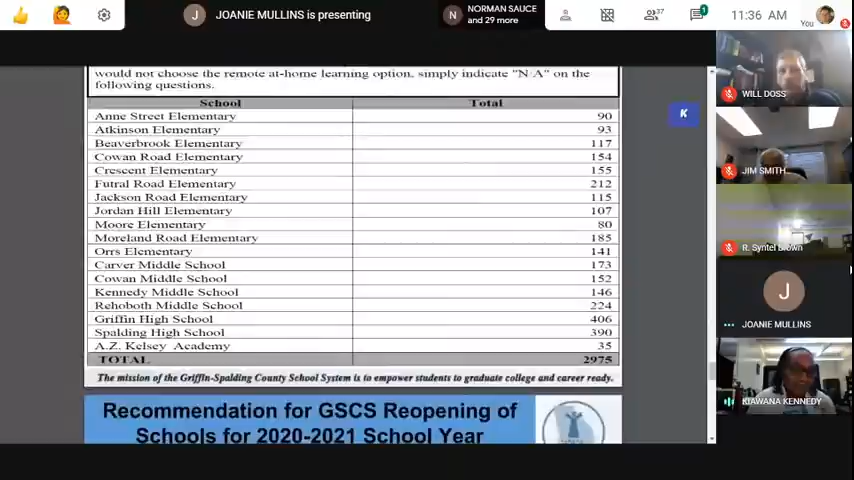 JOANIE MULLINS is presenting
NORMAN SAUCE
and 29 more
37
1
11:36 AM
You
would not choose the remote at-home learning option, simply indicate "N A" on the
following questions.
School Total
Anne Street Elementary 90
Atkinson Elementary 93
Beaverbrook Elementary 117
Cowan Road Elementary 154
Crescent Elementary 155
Futral Road Elementary 212
Jackson Road Elementary 115
Jordan Hill Elementary 107
Moore Elementary 80
Moreland Road Elementary 185
Orrs Elementary 141
Carver Middle School 173
Cowan Middle School 152
Kennedy Middle School 146
Rehoboth Middle School 224
Griffin High School 406
Spalding High School 390
A.Z. Kelsey Academy 35
TOTAL 2975
The mission of the Griffin-Spalding County School System is to empower students to graduate college and career ready.
Recommendation for GSCS Reopening of
Schools for 2020-2021 School Year
J
N
K
WILL DOSS
JIM SMITH
R. Syntel Brown
J
JOANIE MULLINS
KIAWANA KENNEDY